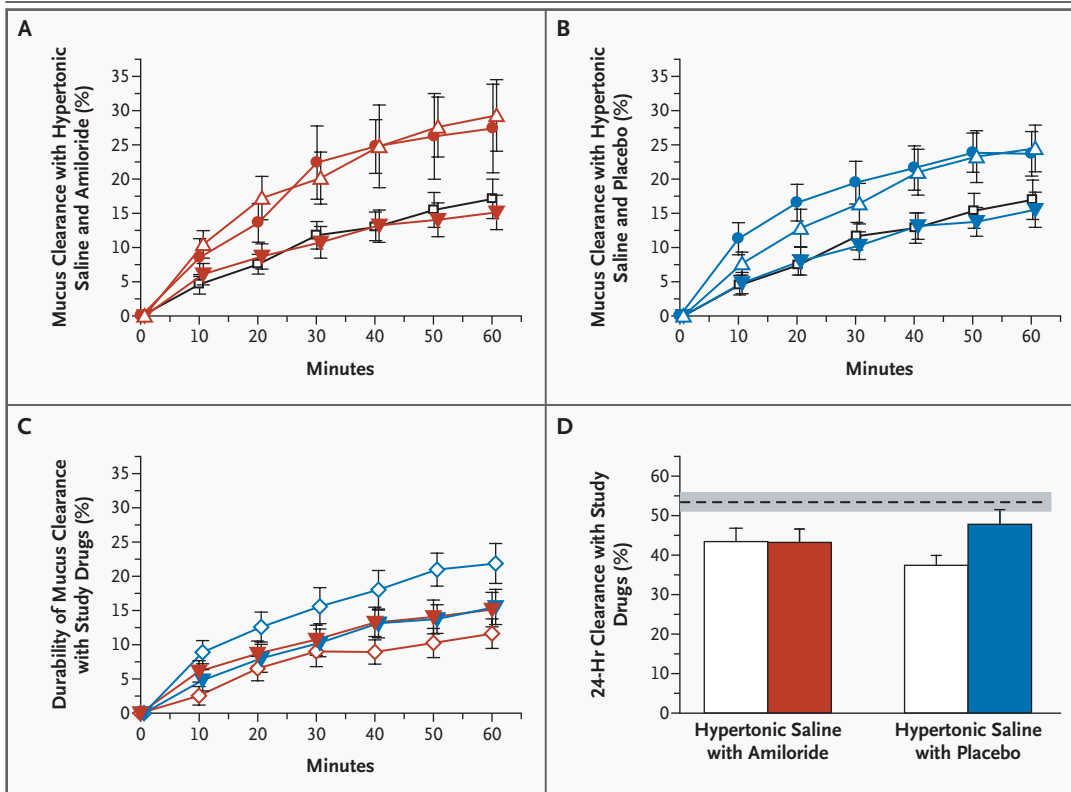 A
Mucus Clearance with Hypertonic
Saline and Amiloride (%)
35
30
25
20
15
10
5
0
0 10 20 30 40 50 60
Minutes
B
Mucus Clearance with Hypertonic
Saline and Placebo (%)
35
30
25
20
15
10
5
0
0 10 20 30 40 50 60
Minutes
C
Durability of Mucus Clearance
with Study Drugs (%)
35
30
25
20
15
10
5
0
0 10 20 30 40 50 60
Minutes
D
24-Hr Clearance with Study
Drugs (%)
60
50
40
30
20
10
0
Hypertonic Saline
with Amiloride
Hypertonic Saline
with Placebo